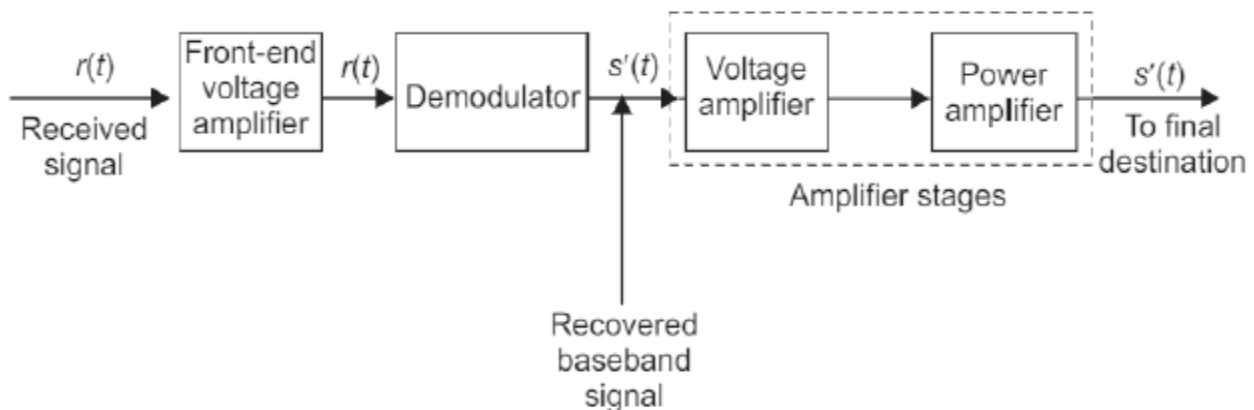 r(t)
Received
signal
Front-end
voltage
amplifier
r(t)
Demodulator
s′(t)
Recovered
baseband
signal
Voltage
amplifier
Power
amplifier
Amplifier stages
s′(t)
To final
destination